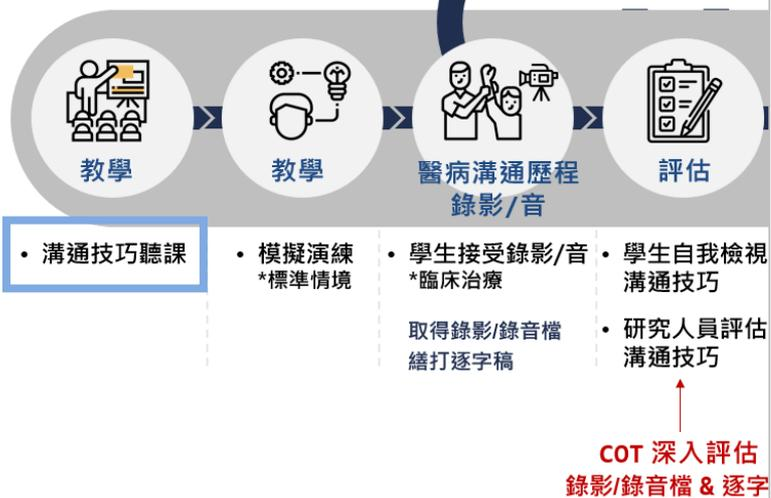 教學
教學
醫病溝通歷程
錄影/音
評估
• 溝通技巧聽課
• 模擬演練
*標準情境
• 學生接受錄影/音
*臨床治療
取得錄影/錄音檔
繕打逐字稿
• 學生自我檢視
溝通技巧
• 研究人員評估
溝通技巧
COT 深入評估
錄影/錄音檔 & 逐字